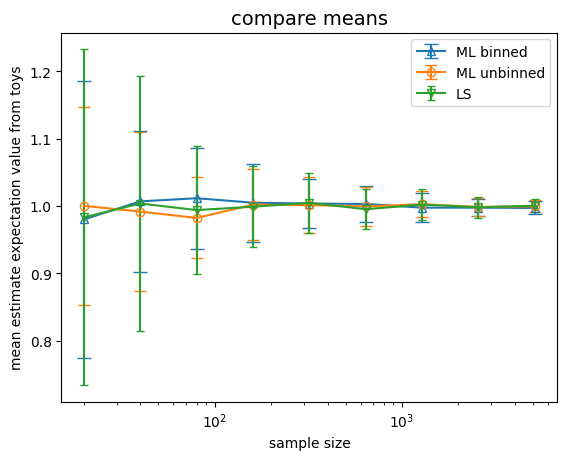 compare means
mean estimate expectation value from toys
1.2
1.1
1.0
0.9
0.8
ML binned
ML unbinned
LS
10²
10³
sample size